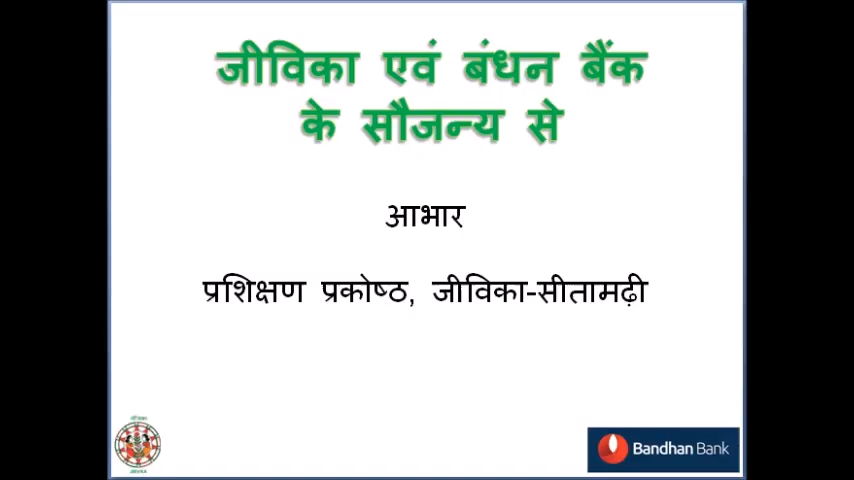 जीविका एवं बंधन बैंक
के सौजन्य से
आभार
प्रशिक्षण प्रकोष्ठ, जीविका-सीतामढ़ी
Bandhan Bank